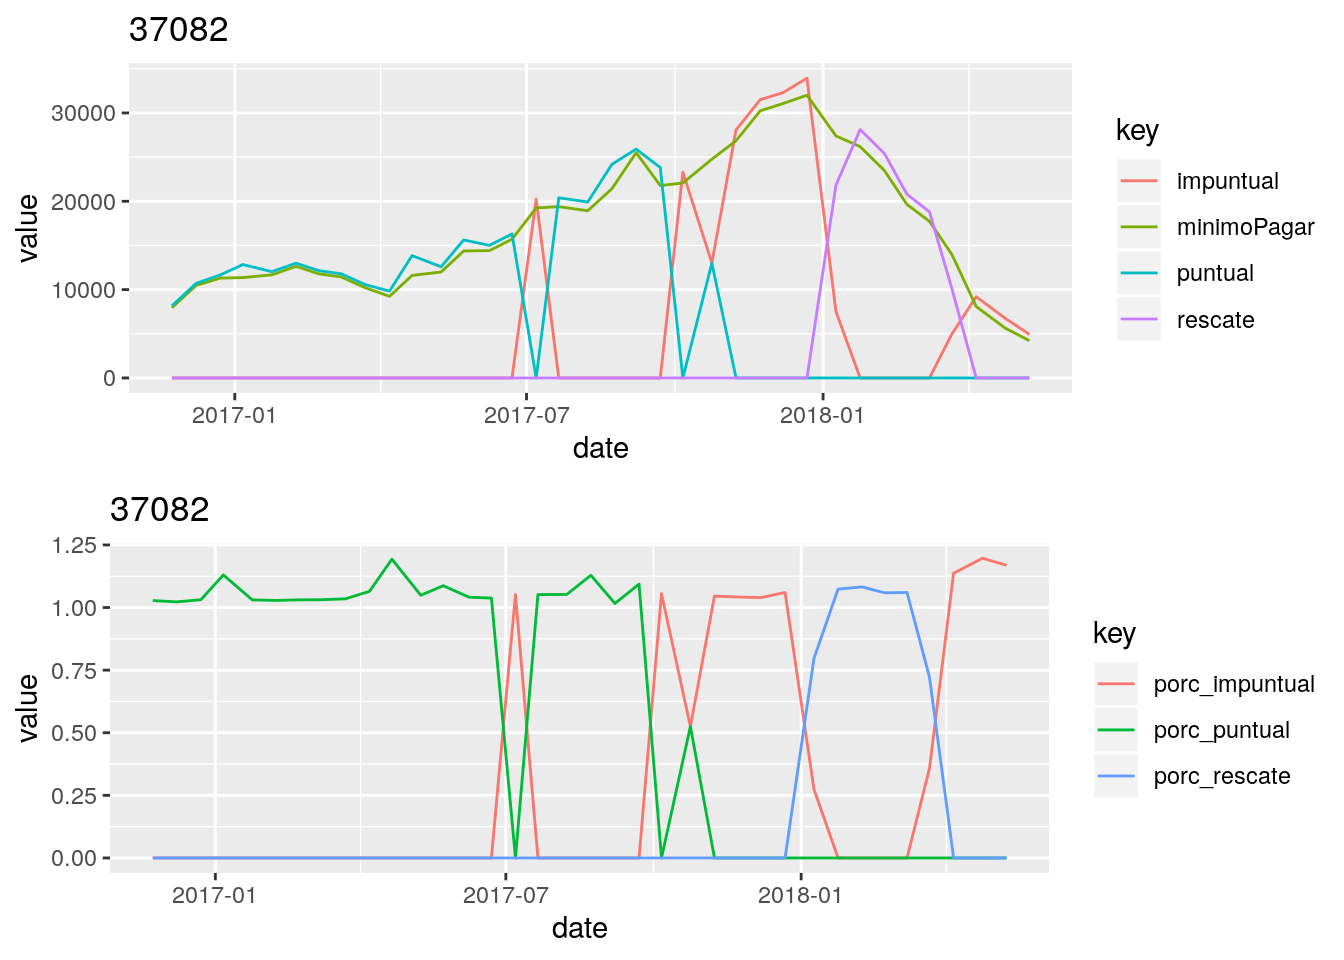 37082
30000
20000
10000
0
value
2017-01 2017-07 2018-01
date
key
impuntual
minimoPagar
puntual
rescate
37082
1.25
1.00
0.75
0.50
0.25
0.00
value
2017-01 2017-07 2018-01
date
key
porc_impuntual
porc_puntual
porc_rescate